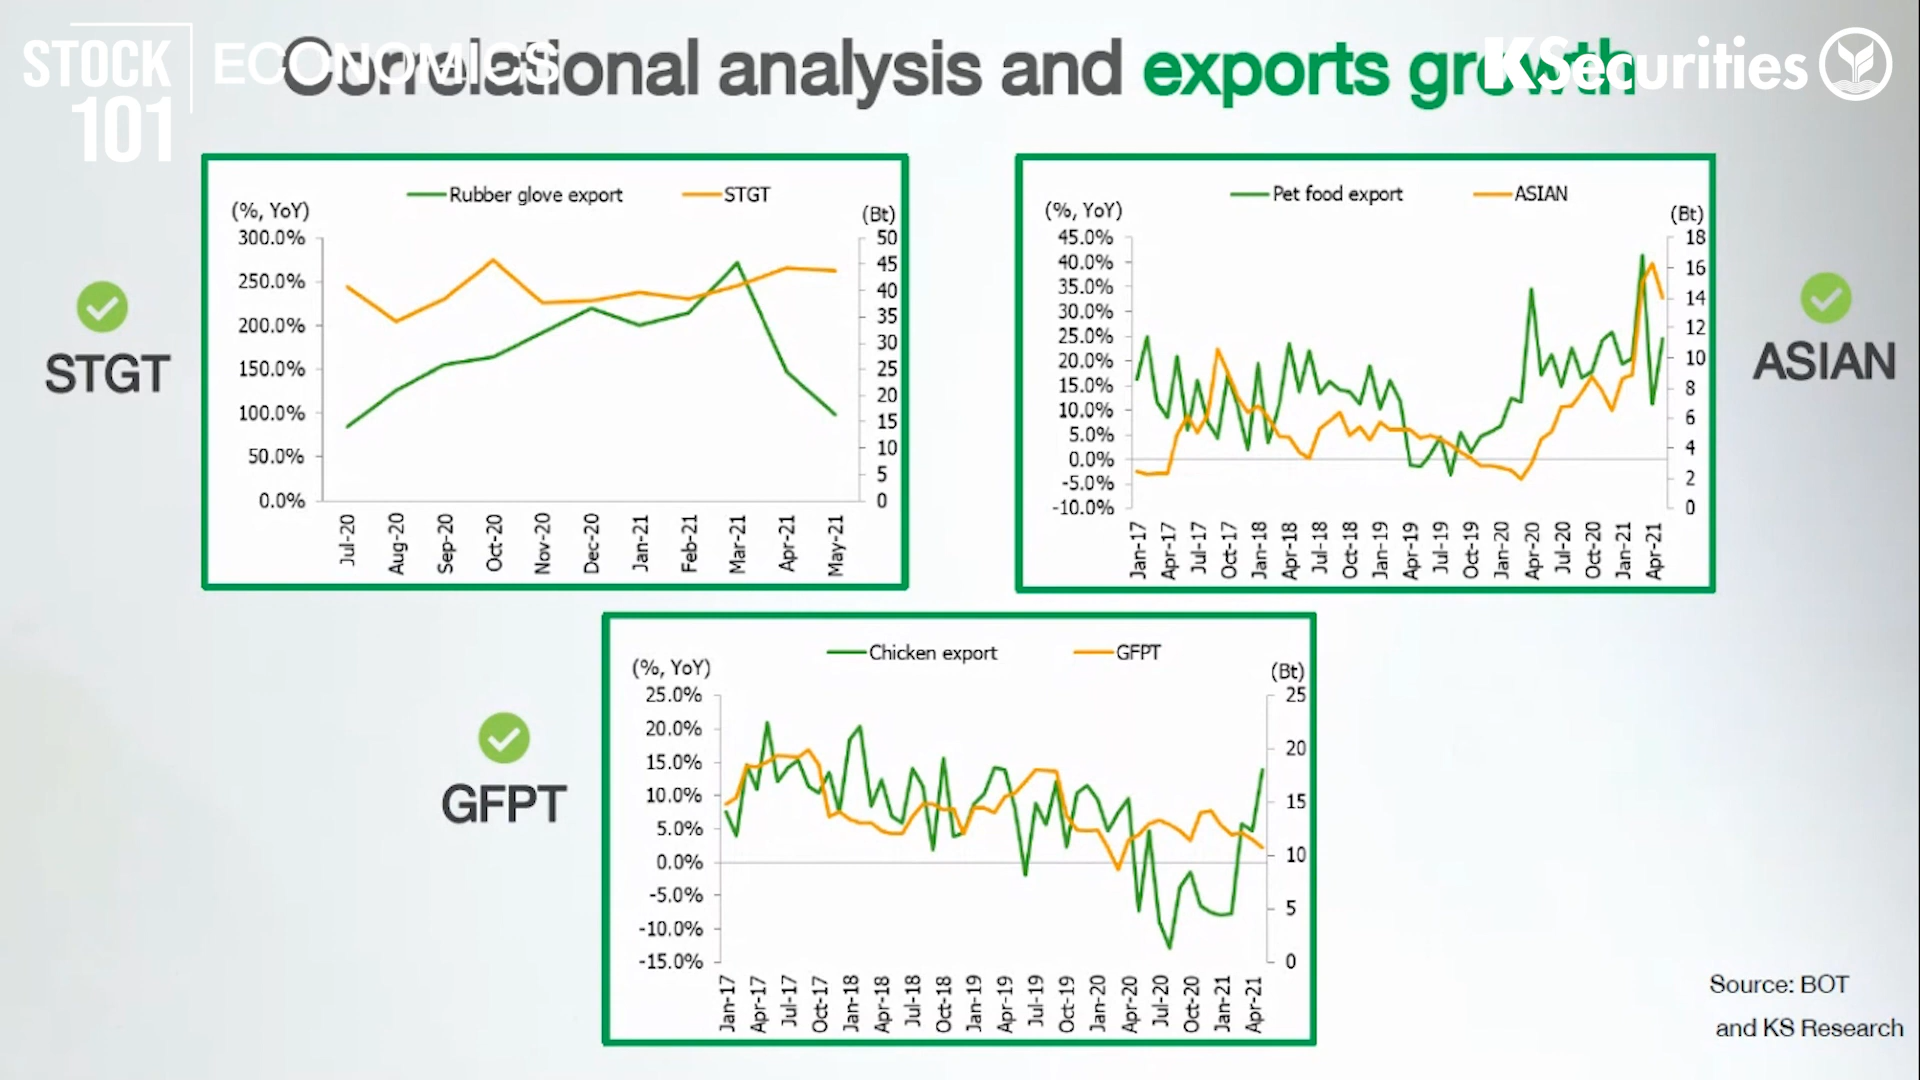 STOCK
101
ECONOMICS
Correlational analysis and exports growth
KSecurities
STGT
Rubber glove export
STGT
(%, YoY)
(Bt)
300.0%
250.0%
200.0%
150.0%
100.0%
50.0%
0.0%
50
45
40
35
30
25
20
15
10
5
0
Jul-20
Aug-20
Sep-20
Oct-20
Nov-20
Dec-20
Jan-21
Feb-21
Mar-21
Apr-21
May-21
Pet food export
ASIAN
(%, YoY)
(Bt)
45.0%
40.0%
35.0%
30.0%
25.0%
20.0%
15.0%
10.0%
5.0%
0.0%
-5.0%
-10.0%
18
16
14
12
10
8
6
4
2
0
Jan-17
Apr-17
Jul-17
Oct-17
Jan-18
Apr-18
Jul-18
Oct-18
Jan-19
Apr-19
Jul-19
Oct-19
Jan-20
Apr-20
Jul-20
Oct-20
Jan-21
Apr-21
ASIAN
GFPT
Chicken export
GFPT
(%, YoY)
(Bt)
25.0%
20.0%
15.0%
10.0%
5.0%
0.0%
-5.0%
-10.0%
-15.0%
25
20
15
10
5
0
Jan-17
Apr-17
Jul-17
Oct-17
Jan-18
Apr-18
Jul-18
Oct-18
Jan-19
Apr-19
Jul-19
Oct-19
Jan-20
Apr-20
Jul-20
Oct-20
Jan-21
Apr-21
Source: BOT
and KS Research